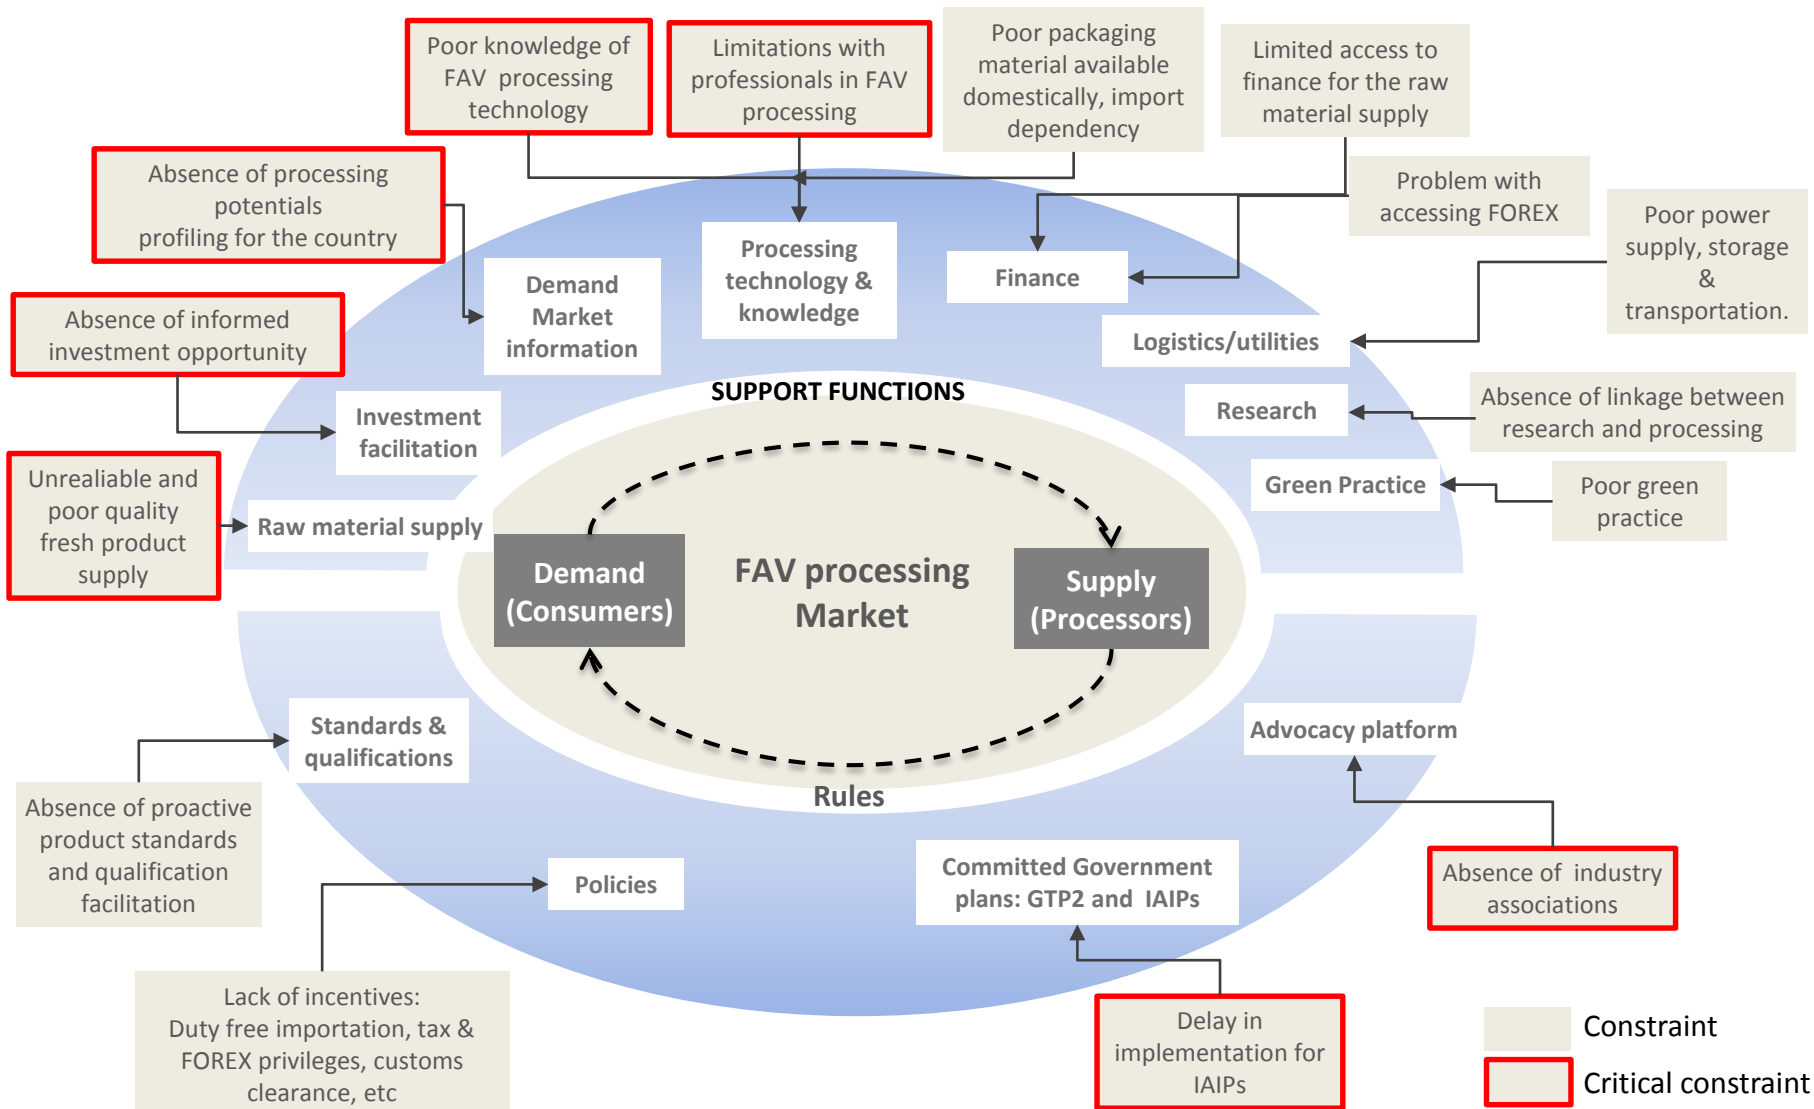 Poor knowledge of
FAV processing
technology
Limitations with
professionals in FAV
processing
Poor packaging
material available
domestically, import
dependency
Limited access to
finance for the raw
material supply
Absence of processing
potentials
profiling for the country
Problem with
accessing FOREX
Poor power
supply, storage
&
transportation.
Processing
technology &
knowledge
Finance
Demand
Market
information
Absence of informed
investment opportunity
Logistics/utilities
SUPPORT FUNCTIONS
Investment
facilitation
Research
Absence of linkage between
research and processing
Unrealiable and
poor quality
fresh product
supply
Raw material supply
Green Practice
Poor green
practice
Demand
(Consumers)
FAV processing
Market
Supply
(Processors)
Standards &
qualifications
Advocacy platform
Rules
Absence of proactive
product standards
and qualification
facilitation
Policies
Committed Government
plans: GTP2 and IAIPs
Absence of industry
associations
Lack of incentives:
Duty free importation, tax &
FOREX privileges, customs
clearance, etc
Delay in
implementation for
IAIPs
Constraint
Critical constraint